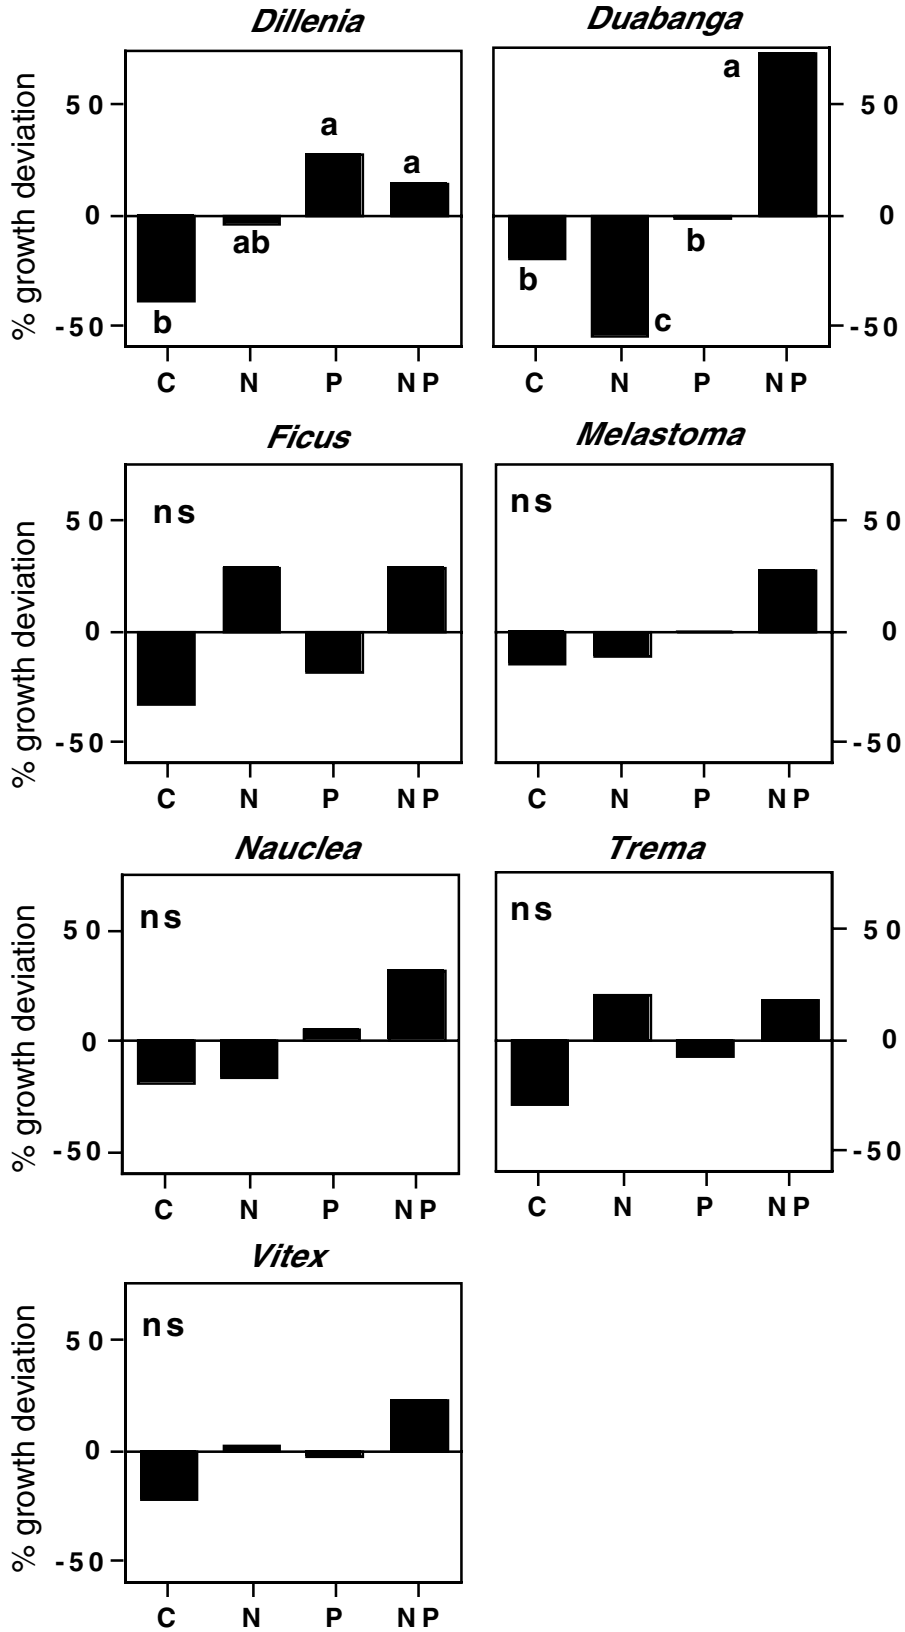 Dillenia
Duabanga
% growth deviation
50
0
-50
b
ab
a
a
C N P NP
b
c
b
a
50
0
-50
C N P NP
Ficus
Melastoma
% growth deviation
50
0
-50
ns
C N P NP
ns
50
0
-50
C N P NP
Nauclea
Trema
% growth deviation
50
0
-50
ns
C N P NP
ns
50
0
-50
C N P NP
Vitex
% growth deviation
50
0
-50
ns
C N P NP